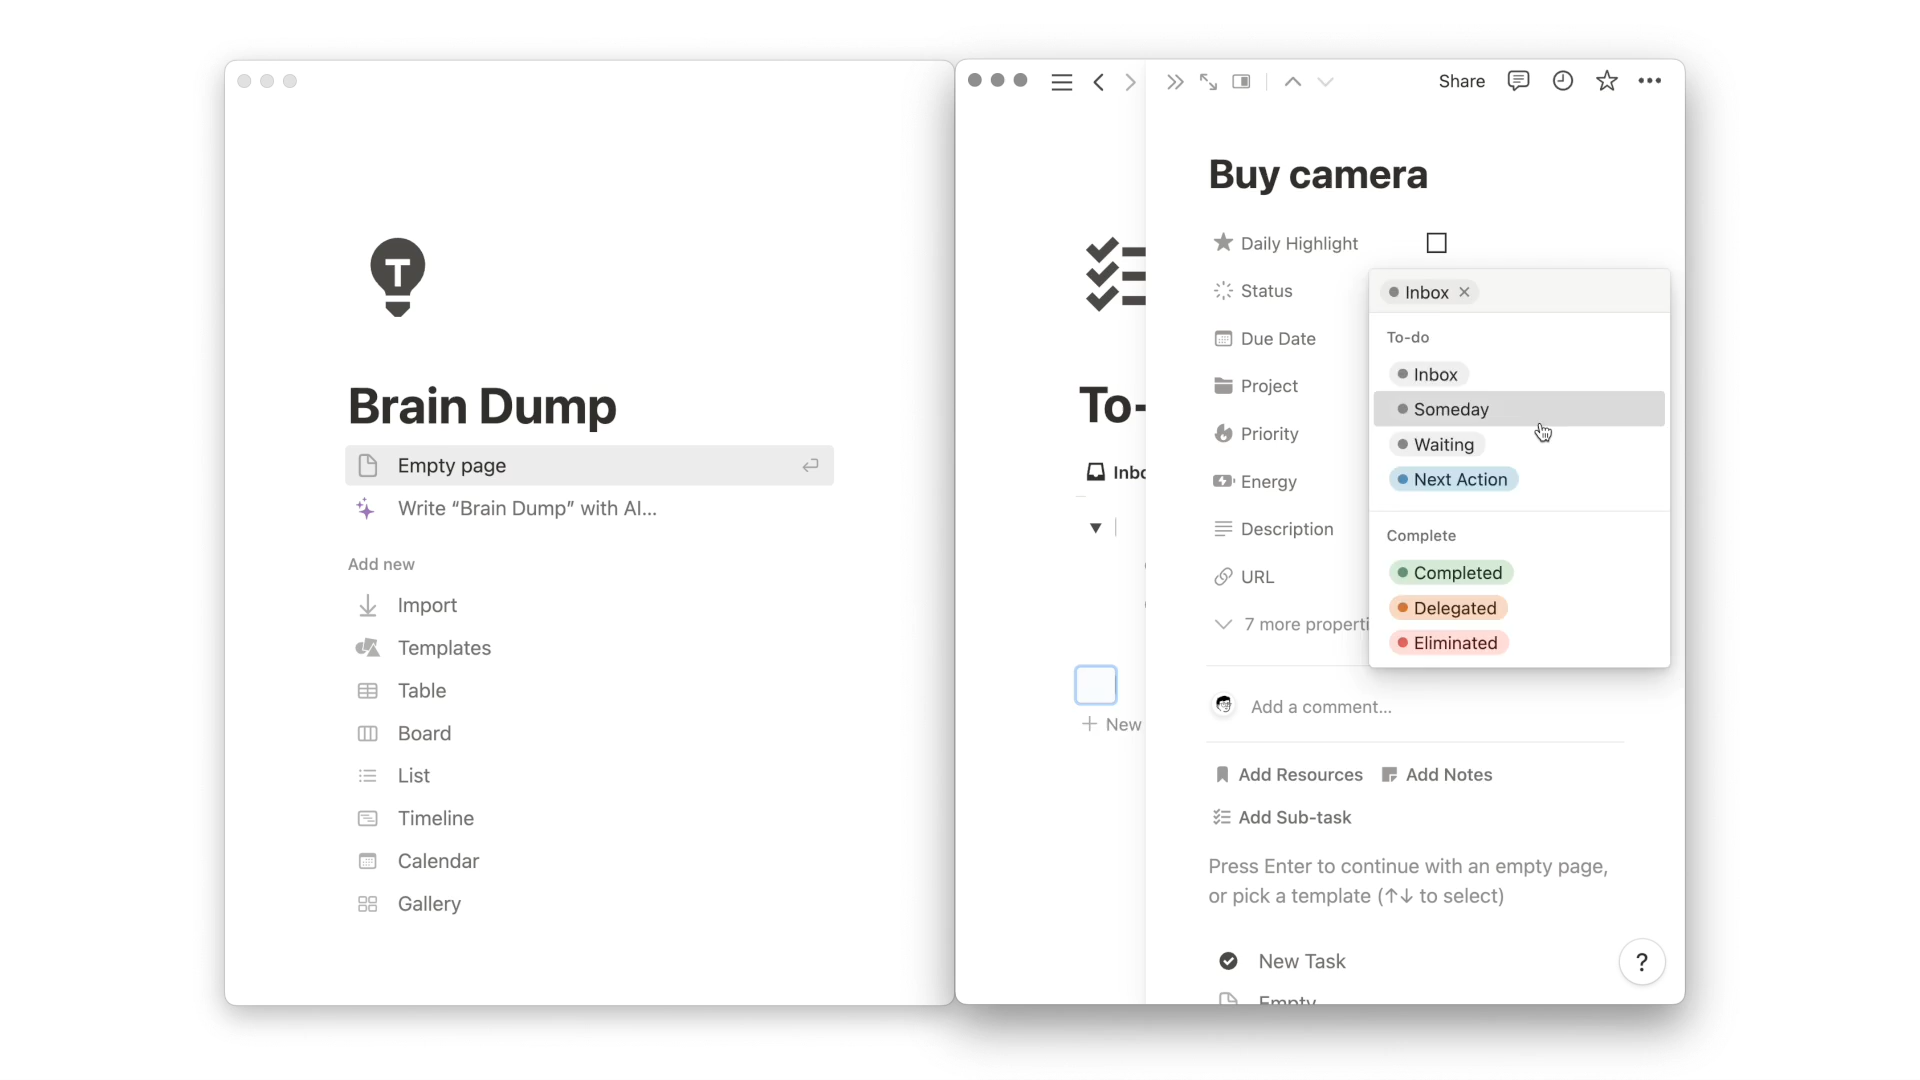 T
Brain Dump
Empty page
Write “Brain Dump” with AI...
Add new
Import
Templates
Table
Board
List
Timeline
Calendar
Gallery
To-
Inbo
New
Share
Buy camera
Daily Highlight
Status
Due Date
Project
Priority
Energy
Description
URL
7 more properti
Inbox
To-do
Inbox
Someday
Waiting
Next Action
Complete
Completed
Delegated
Eliminated
Add a comment...
Add Resources Add Notes
Add Sub-task
Press Enter to continue with an empty page,
or pick a template (↑↓ to select)
New Task
Empty
?